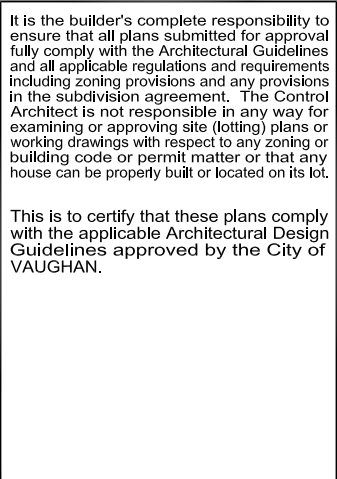 It is the builder's complete responsibility to
ensure that all plans submitted for approval
fully comply with the Architectural Guidelines
and all applicable regulations and requirements
including zoning provisions and any provisions
in the subdivision agreement. The Control
Architect is not responsible in any way for
examining or approving site (lotting) plans or
working drawings with respect to any zoning or
building code or permit matter or that any
house can be properly built or located on its lot.
This is to certify that these plans comply
with the applicable Architectural Design
Guidelines approved by the City of
VAUGHAN.